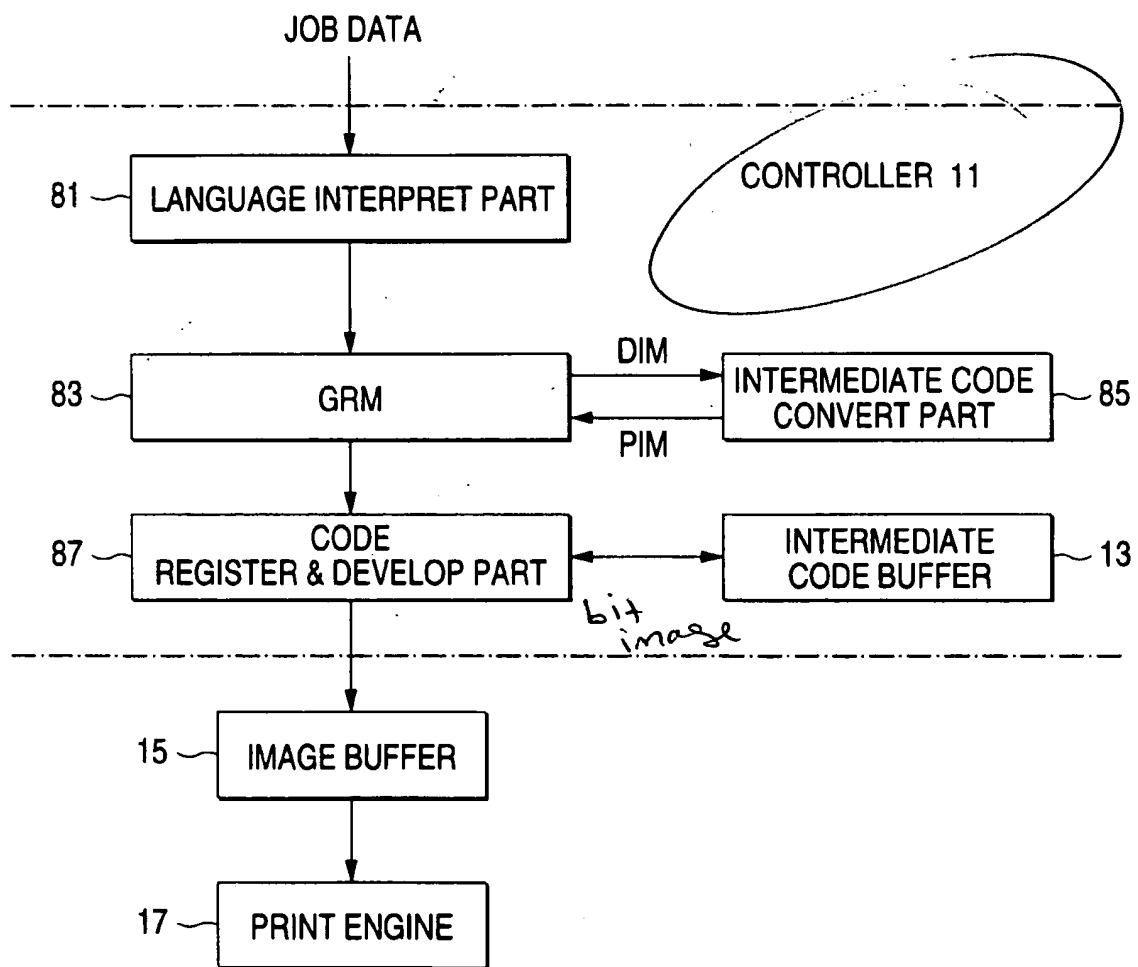 JOB DATA
CONTROLLER 11
81
LANGUAGE INTERPRET PART
DIM
83
GRM
INTERMEDIATE CODE
CONVERT PART
85
PIM
87
CODE
REGISTER & DEVELOP PART
INTERMEDIATE
CODE BUFFER
13
bit
image
15
IMAGE BUFFER
17
PRINT ENGINE